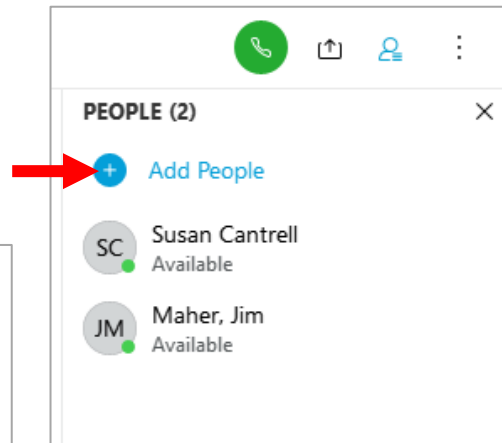 PEOPLE (2)
Add People
SC
Susan Cantrell
Available
JM
Maher, Jim
Available